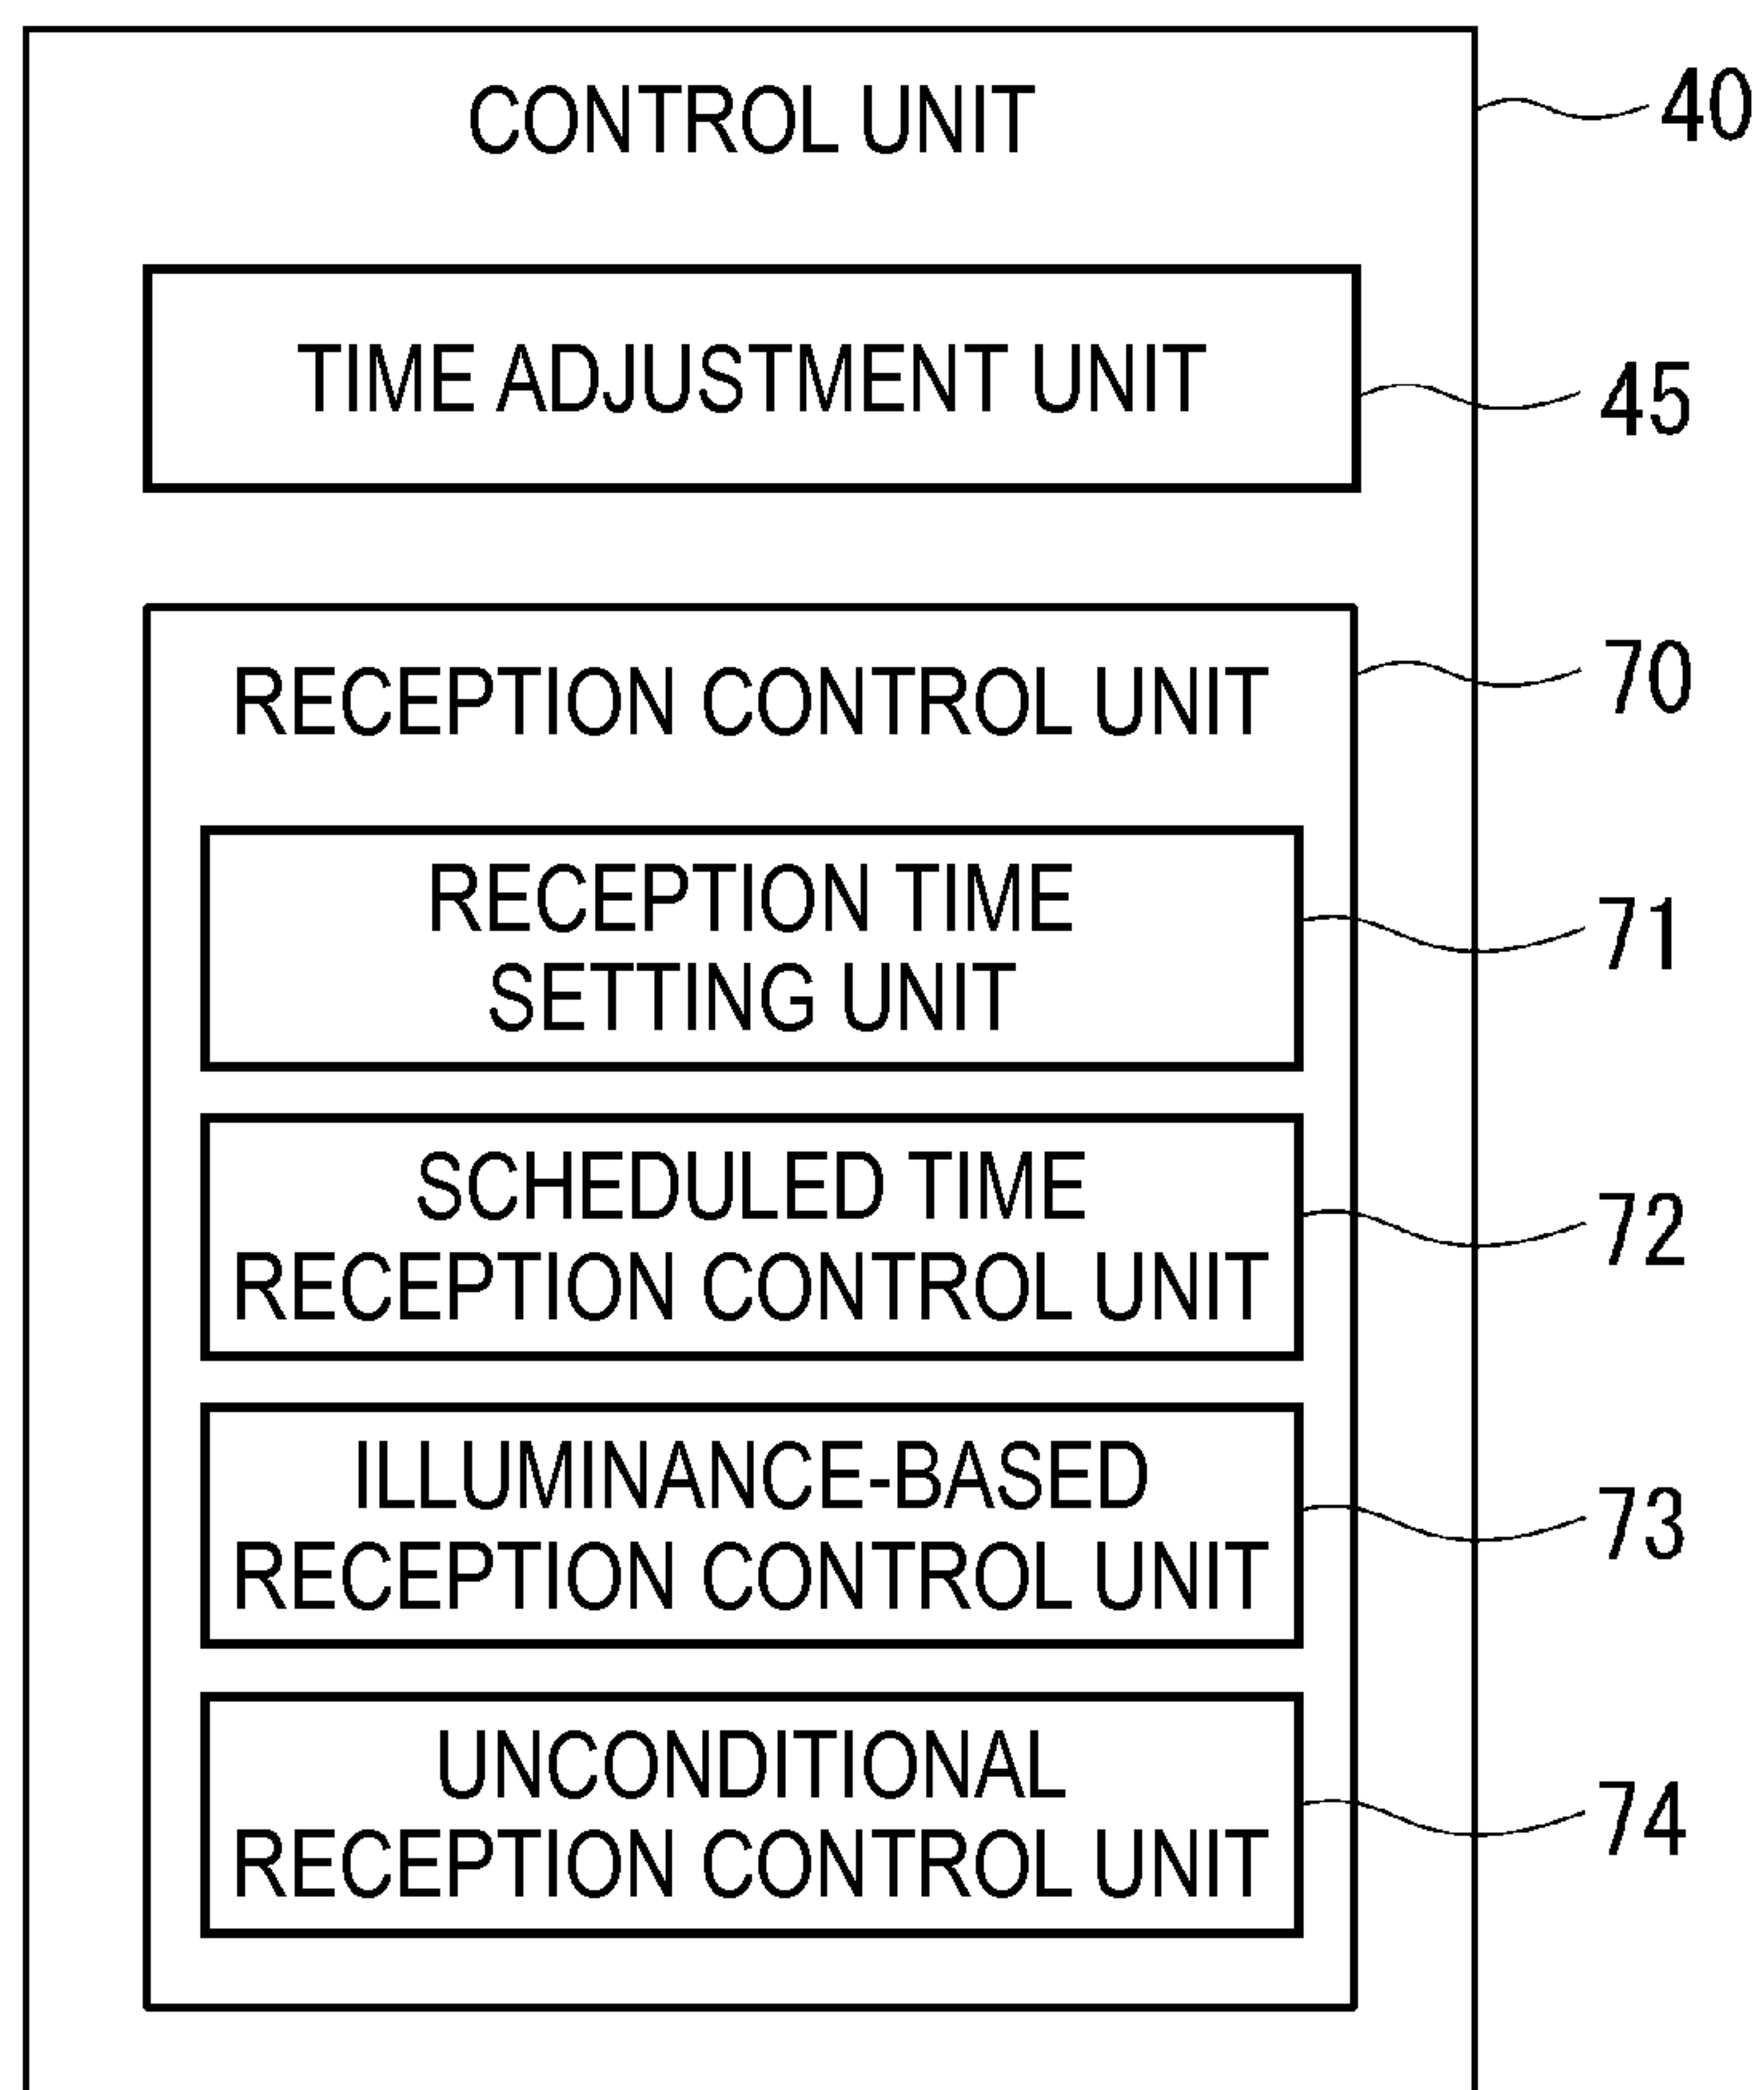 CONTROL UNIT
40
TIME ADJUSTMENT UNIT
45
RECEPTION CONTROL UNIT
70
RECEPTION TIME
SETTING UNIT
71
SCHEDULED TIME
RECEPTION CONTROL UNIT
72
ILLUMINANCE-BASED
RECEPTION CONTROL UNIT
73
UNCONDITIONAL
RECEPTION CONTROL UNIT
74